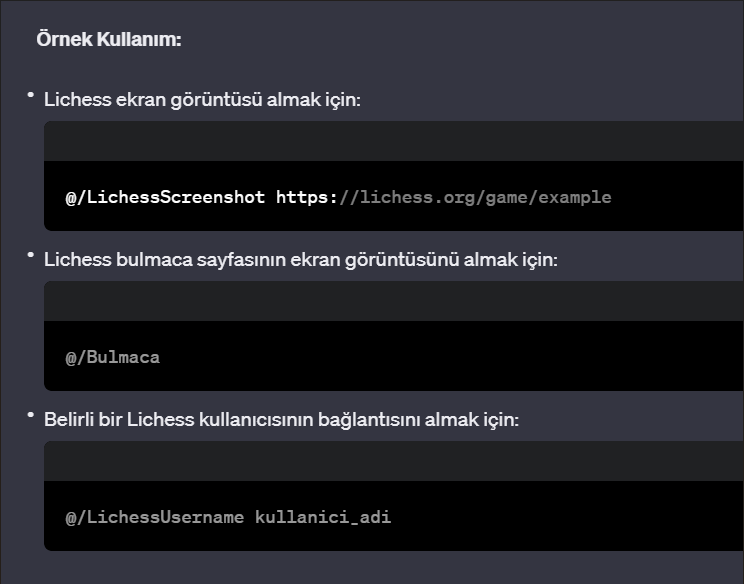 Örnek Kullanım:
• Lichess ekran görüntüsü almak için:
@/LichessScreenshot https://lichess.org/game/example
• Lichess bulmaca sayfasının ekran görüntüsünü almak için:
@/Bulmaca
• Belirli bir Lichess kullanıcısının bağlantısını almak için:
@/LichessUsername kullanici_adi